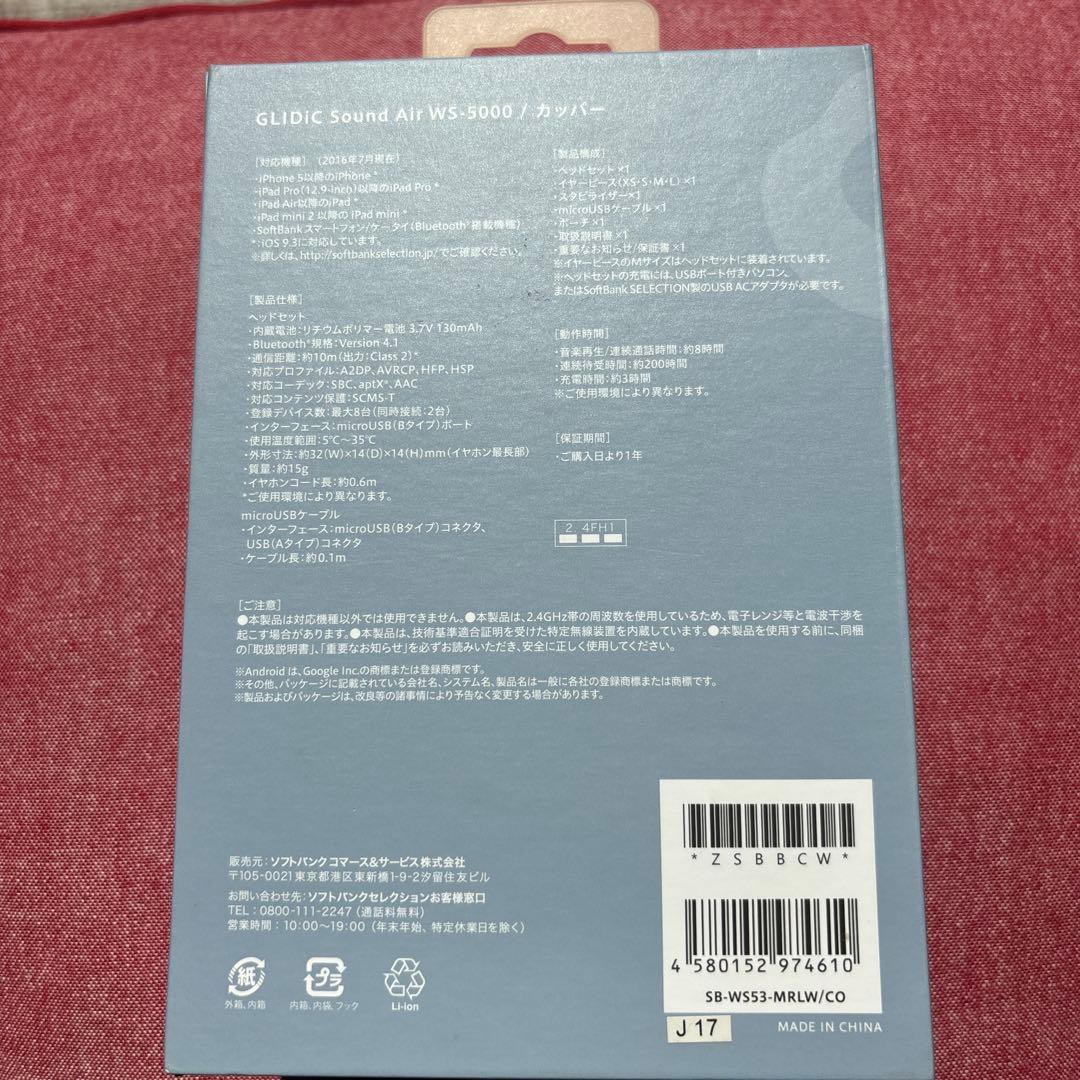 GLIDiC Sound Air WS-5000 / カッパー
［対応機種］（2016年7月現在）
・iPhone 5以降のiPhone *
・iPad Pro（12.9-inch）以降のiPad Pro *
・iPad Air以降のiPad *
・iPad mini 2 以降の iPad mini *
・SoftBank スマートフォン/ケータイ（Bluetooth®搭載機種）
*：iOS 9.3に対応しています。
※詳しくは、http://softbankselection.jp/でご確認ください。
［製品仕様］
ヘッドセット
・内蔵電池：リチウムポリマー電池 3.7V 130mAh
・Bluetooth®規格：Version 4.1
・通信距離：約10m（出力：Class 2）*
・対応プロファイル：A2DP、AVRCP、HFP、HSP
・対応コーデック：SBC、aptX®、AAC
・対応コンテンツ保護：SCMS-T
・登録デバイス数：最大8台（同時接続：2台）
・インターフェース：microUSB（Bタイプ）ポート
・使用温度範囲：5℃～35℃
・外形寸法：約32（W）×14（D）×14（H）mm（イヤホン最長部）
・質量：約15g
・イヤホンコード長：約0.6m
*ご使用環境により異なります。
microUSBケーブル
・インターフェース：microUSB（Bタイプ）コネクタ、
USB（Aタイプ）コネクタ
・ケーブル長：約0.1m
［製品構成］
・ヘッドセット ×1
・イヤーピース（XS・S・M・L）×1
・スタビライザー×1
・microUSBケーブル×1
・ポーチ×1
・取扱説明書×1
・重要なお知らせ/保証書×1
※イヤーピースのMサイズはヘッドセットに装着されています。
※ヘッドセットの充電には、USBポート付きパソコン、
またはSoftBank SELECTION製のUSB ACアダプタが必要です。
［動作時間］
・音楽再生/連続通話時間：約8時間
・連続待受時間：約200時間
・充電時間：約3時間
※ご使用環境により異なります。
［保証期間］
・ご購入日より1年
2.4FH1
［ご注意］
●本製品は対応機種以外では使用できません。●本製品は、2.4GHz帯の周波数を使用しているため、電子レンジ等と電波干渉を
起こす場合があります。●本製品は、技術基準適合証明を受けた特定無線装置を内蔵しています。●本製品を使用する前に、同梱
の「取扱説明書」、「重要なお知らせ」を必ずお読みいただき、安全に正しく使用してください。
※Android は、Google Inc.の商標または登録商標です。
※その他、パッケージに記載されている会社名、システム名、製品名は一般に各社の登録商標または商標です。
※製品およびパッケージは、改良等の諸事情により予告なく変更する場合があります。
販売元：ソフトバンク コマース&サービス株式会社
〒105-0021 東京都港区東新橋1-9-2汐留住友ビル
お問い合わせ先：ソフトバンクセレクションお客様窓口
TEL：0800-111-2247（通話料無料）
営業時間：10:00～19:00（年末年始、特定休業日を除く）
紙
外箱、内箱
プラ
内箱、内袋、フック
Li-ion
*ZSBBCW*
4 580152 974610
SB-WS53-MRLW/CO
J 17
MADE IN CHINA